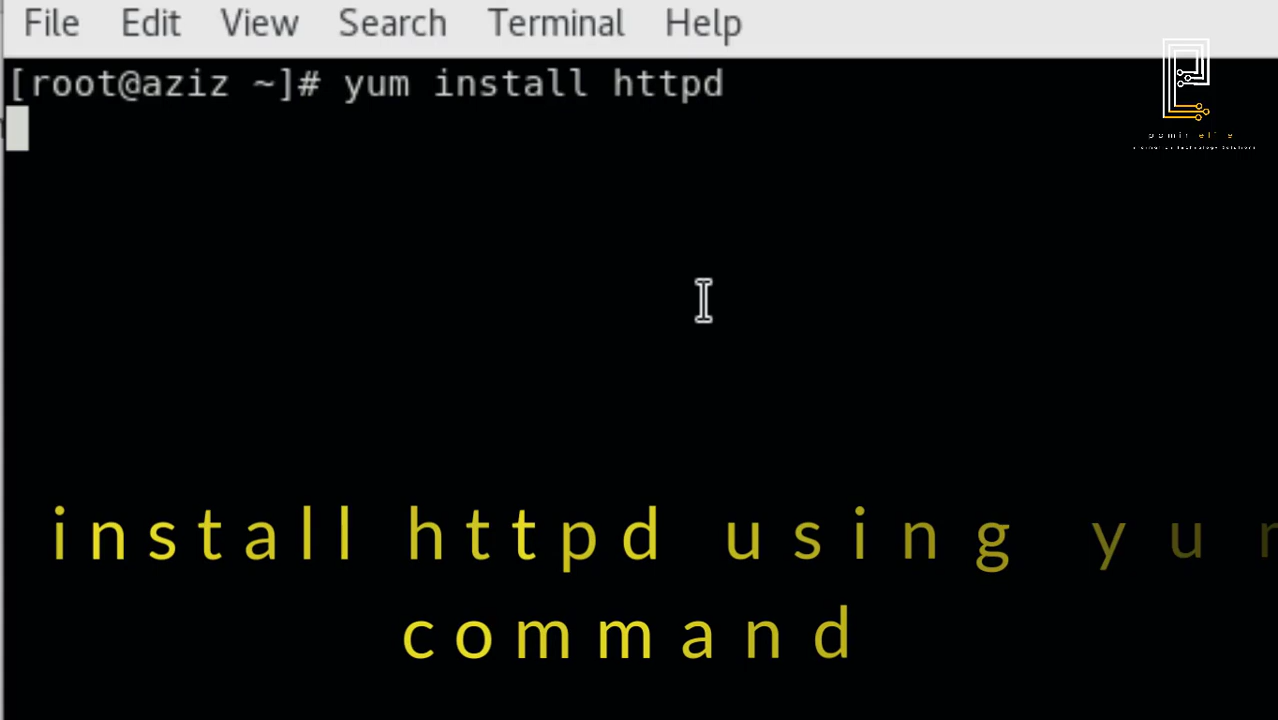 File Edit View Search Terminal Help
[root@aziz ~]# yum install httpd
install httpd using
command